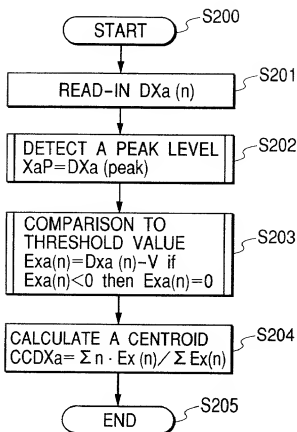 START
S200
READ-IN DXa (n)
S201
DETECT A PEAK LEVEL
XaP=DXa (peak)
S202
COMPARISON TO
THRESHOLD VALUE
Exa(n)=Dxa (n)-V if
Exa(n)<0 then Exa(n)=0
S203
CALCULATE A CENTROID
CCDXa= Σ n · Ex (n)/ Σ Ex(n)
S204
END
S205